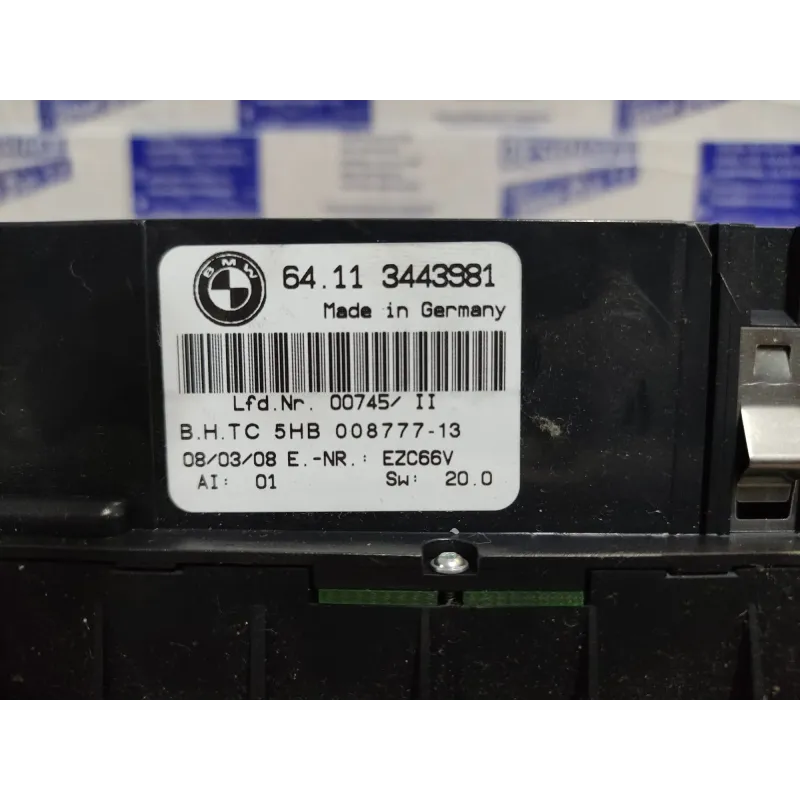 BMW
64.11 3443981
Made in Germany
Lfd.Nr. 00745/ II
B.H.TC 5HB 008777-13
08/03/08 E.-NR.: EZC66V
AI: 01 Sw: 20.0